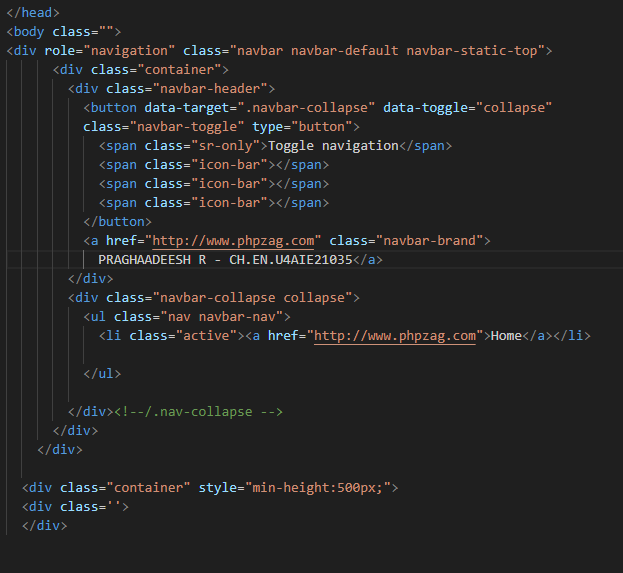 </head>
<body class="">
<div role="navigation" class="navbar navbar-default navbar-static-top">
<div class="container">
<div class="navbar-header">
<button data-target=".navbar-collapse" data-toggle="collapse"
class="navbar-toggle" type="button">
<span class="sr-only">Toggle navigation</span>
<span class="icon-bar"></span>
<span class="icon-bar"></span>
<span class="icon-bar"></span>
</button>
<a href="http://www.phpzag.com" class="navbar-brand">
PRAGHAADEESH R - CH.EN.U4AIE21035</a>
</div>
<div class="navbar-collapse collapse">
<ul class="nav navbar-nav">
<li class="active"><a href="http://www.phpzag.com">Home</a></li>
</ul>
</div><!--/.nav-collapse -->
</div>
</div>
<div class="container" style="min-height:500px;">
<div class=''>
</div>